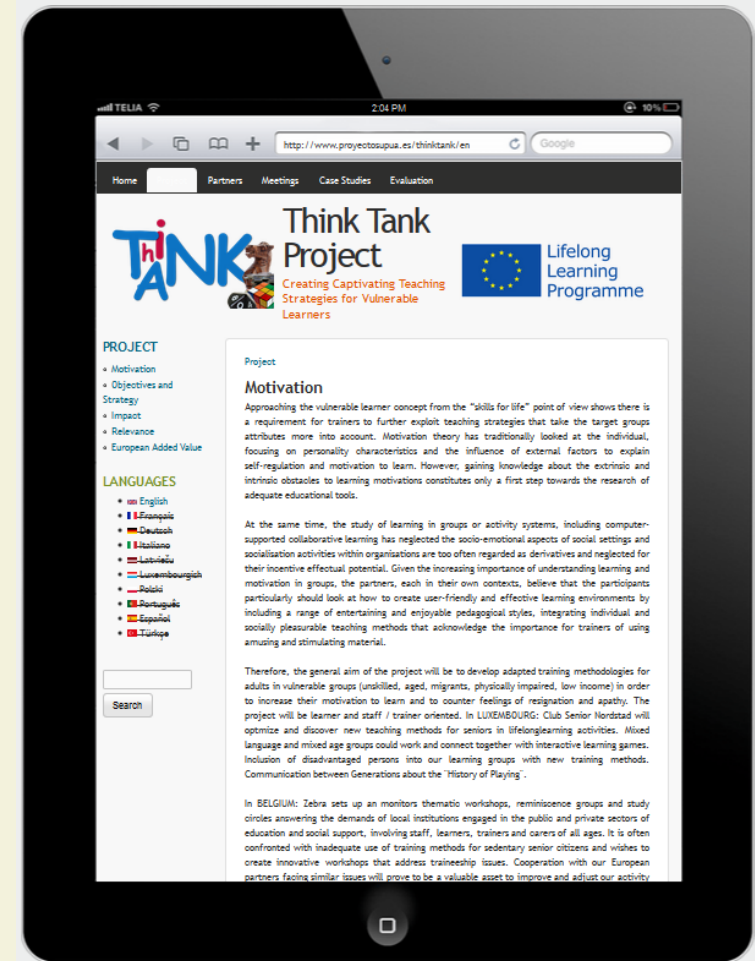 TELIA
2:04 PM
10%
http://www.proyectosupua.es/thinktank/en
Google
Home
Partners
Meetings
Case Studies
Evaluation
ThiNK
TANK
Think Tank
Project
Creating Captivating Teaching
Strategies for Vulnerable
Learners
Lifelong
Learning
Programme
PROJECT
Motivation
Objectives and
Strategy
Impact
Relevance
European Added Value
LANGUAGES
English
Français
Deutsch
Italiano
Latviešu
Luxembourgish
Polski
Português
Español
Türkçe
Search
Project
Motivation
Approaching the vulnerable learner concept from the "skills for life" point of view shows there is
a requirement for trainers to further exploit teaching strategies that take the target groups
attributes more into account. Motivation theory has traditionally looked at the individual,
focusing on personality characteristics and the influence of external factors to explain
self-regulation and motivation to learn. However, gaining knowledge about the extrinsic and
intrinsic obstacles to learning motivations constitutes only a first step towards the research of
adequate educational tools.
At the same time, the study of learning in groups or activity systems, including computer-
supported collaborative learning has neglected the socio-emotional aspects of social settings and
socialisation activities within organisations are too often regarded as derivatives and neglected for
their incentive effectual potential. Given the increasing importance of understanding learning and
motivation in groups, the partners, each in their own contexts, believe that the participants
particularly should look at how to create user-friendly and effective learning environments by
including a range of entertaining and enjoyable pedagogical styles, integrating individual and
socially pleasurable teaching methods that acknowledge the importance for trainers of using
amusing and stimulating material.
Therefore, the general aim of the project will be to develop adapted training methodologies for
adults in vulnerable groups (unskilled, aged, migrants, physically impaired, low income) in order
to increase their motivation to learn and to counter feelings of resignation and apathy. The
project will be learner and staff / trainer oriented. In LUXEMBOURG: Club Senior Nordstad will
optmize and discover new teaching methods for seniors in lifelonglearning activities. Mixed
language and mixed age groups could work and connect together with interactive learning games.
Inclusion of disadvantaged persons into our learning groups with new training methods.
Communication between Generations about the ¨History of Playing¨.
In BELGIUM: Zebra sets up an monitors thematic workshops, reminiscence groups and study
circles answering the demands of local institutions engaged in the public and private sectors of
education and social support, involving staff, learners, trainers and carers of all ages. It is often
confronted with inadequate use of training methods for sedentary senior citizens and wishes to
create innovative workshops that address traineeship issues. Cooperation with our European
partners facing similar issues will prove to be a valuable asset to improve and adjust our activity